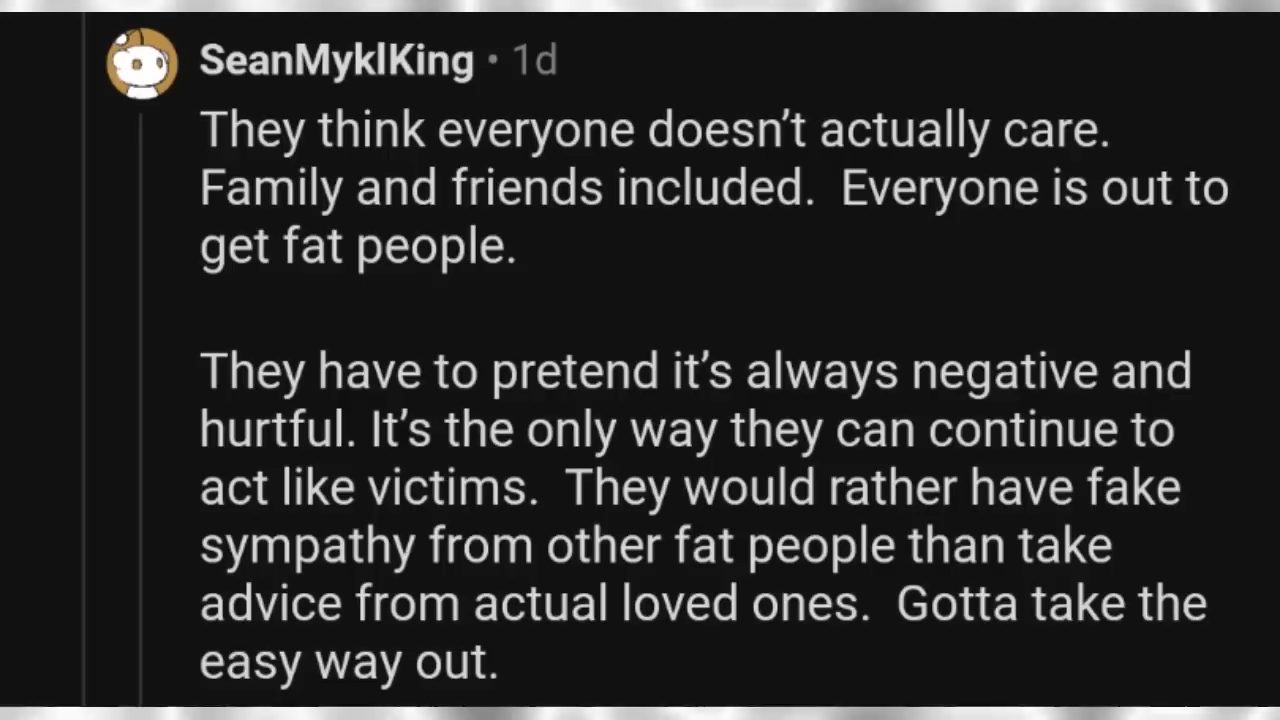 SeanMyklKing • 1d
They think everyone doesn't actually care.
Family and friends included.  Everyone is out to
get fat people.
They have to pretend it's always negative and
hurtful. It's the only way they can continue to
act like victims.  They would rather have fake
sympathy from other fat people than take
advice from actual loved ones.  Gotta take the
easy way out.